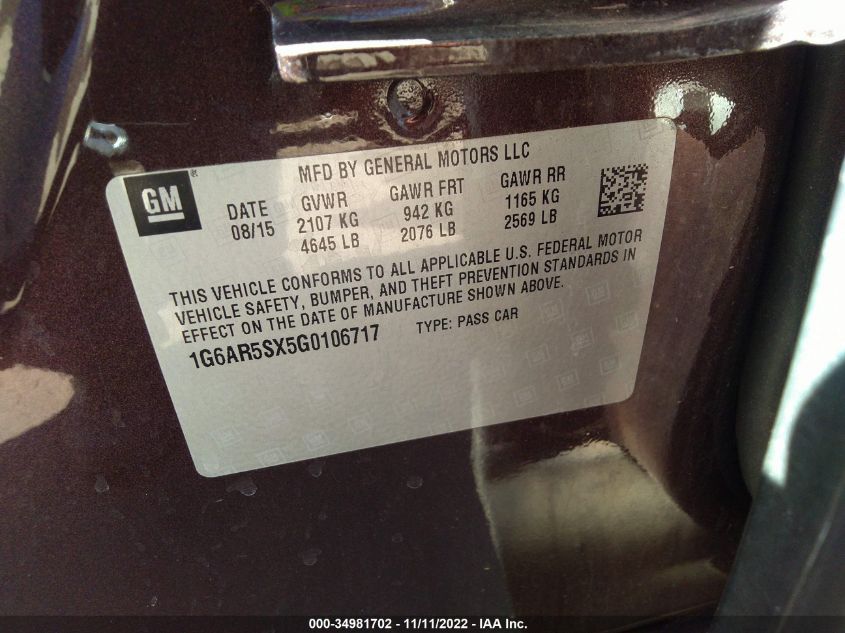 MFD BY GENERAL MOTORS LLC
GM
DATE GVWR GAWR FRT GAWR RR
08/15 2107 KG 942 KG 1165 KG
4645 LB 2076 LB 2569 LB
THIS VEHICLE CONFORMS TO ALL APPLICABLE U.S. FEDERAL MOTOR
VEHICLE SAFETY, BUMPER, AND THEFT PREVENTION STANDARDS IN
EFFECT ON THE DATE OF MANUFACTURE SHOWN ABOVE.
1G6AR5SX5G0106717 TYPE: PASS CAR
000-34981702 - 11/11/2022 - IAA Inc.